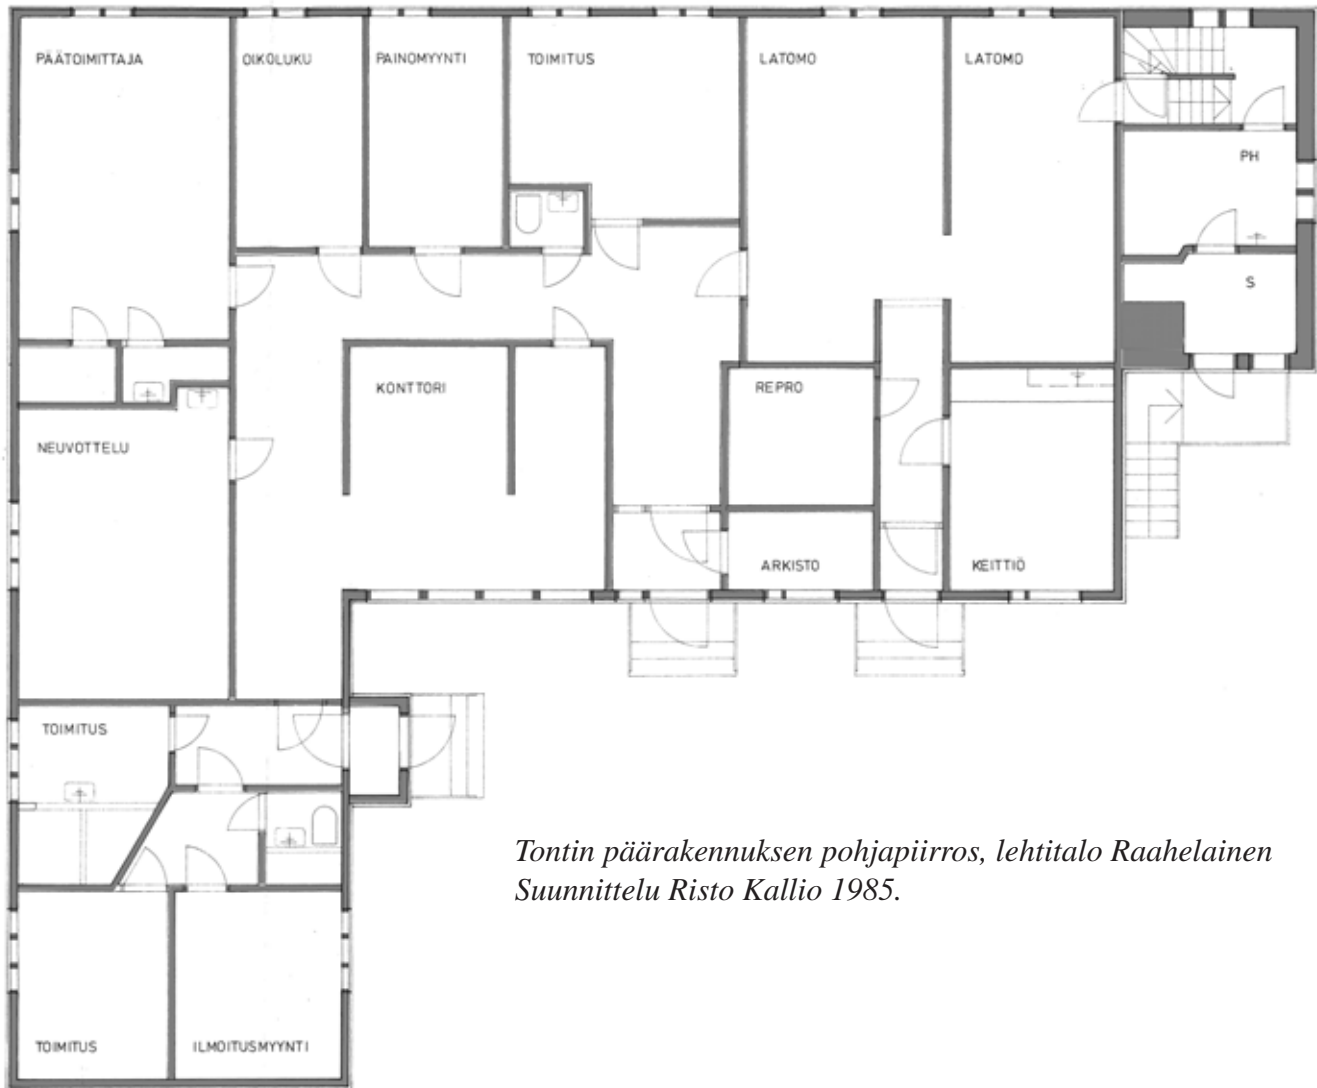 PÄÄTOIMITTAJA
OIKOLUKU
PAINOMYYNTI
TOIMITUS
LATOMO
LATOMO
PH
S
KONTTORI
REPRO
NEUVOTTELU
ARKISTO
KEITTIÖ
TOIMITUS
Tontin päärakennuksen pohjapiirros, lehtitalo Raahelainen
Suunnittelu Risto Kallio 1985.
TOIMITUS
ILMOITUSMYYNTI